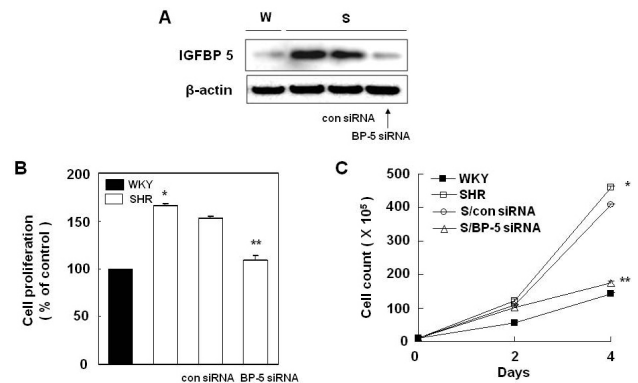 A
W S
IGFBP 5
β-actin
con siRNA
BP-5 siRNA
B
WKY
SHR
200
150
100
50
0
*
**
Cell proliferation
( % of control )
con siRNA BP-5 siRNA
C
WKY
SHR
S/con siRNA
S/BP-5 siRNA
500
400
300
200
100
0
*
**
Cell count ( X 10⁵ )
0 2 4
Days